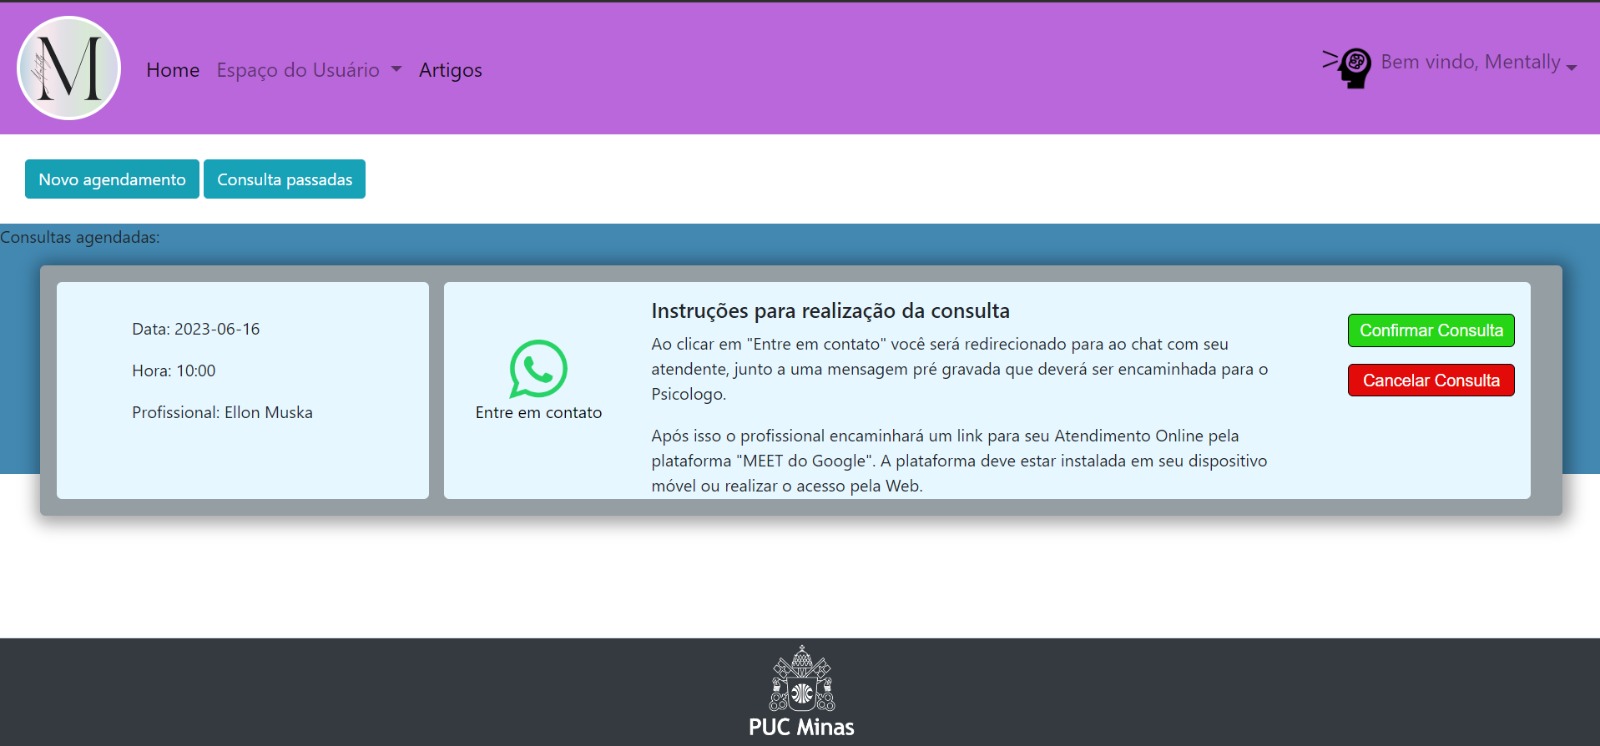 M
Mentally
Home
Espaço do Usuário
Artigos
Bem vindo, Mentally
Novo agendamento
Consulta passadas
Consultas agendadas:
Data: 2023-06-16
Hora: 10:00
Profissional: Ellon Muska
Entre em contato
Instruções para realização da consulta
Ao clicar em "Entre em contato" você será redirecionado para ao chat com seu
atendente, junto a uma mensagem pré gravada que deverá ser encaminhada para o
Psicologo.
Após isso o profissional encaminhará um link para seu Atendimento Online pela
plataforma "MEET do Google". A plataforma deve estar instalada em seu dispositivo
móvel ou realizar o acesso pela Web.
Confirmar Consulta
Cancelar Consulta
PUC Minas